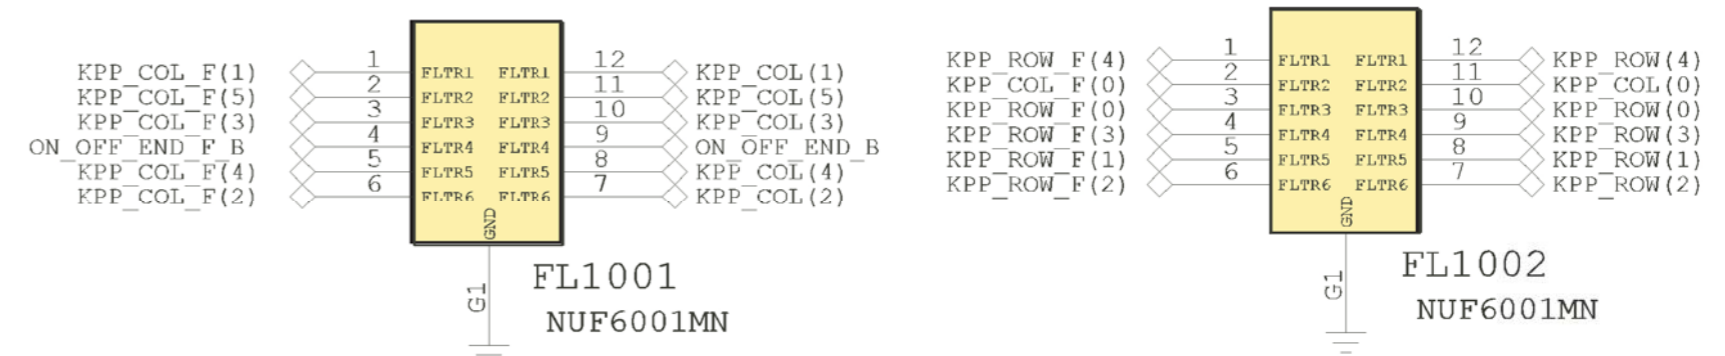 1 12
KPP_COL_F(1) FLTR1 FLTR1 KPP_COL(1)
2 11
KPP_COL_F(5) FLTR2 FLTR2 KPP_COL(5)
3 10
KPP_COL_F(3) FLTR3 FLTR3 KPP_COL(3)
4 9
ON_OFF_END_F_B FLTR4 FLTR4 ON_OFF_END_B
5 8
KPP_COL_F(4) FLTR5 FLTR5 KPP_COL(4)
6 7
KPP_COL_F(2) FLTR6 FLTR6 KPP_COL(2)
GND
G1
FL1001
NUF6001MN
1 12
KPP_ROW_F(4) FLTR1 FLTR1 KPP_ROW(4)
2 11
KPP_COL_F(0) FLTR2 FLTR2 KPP_COL(0)
3 10
KPP_ROW_F(0) FLTR3 FLTR3 KPP_ROW(0)
4 9
KPP_ROW_F(3) FLTR4 FLTR4 KPP_ROW(3)
5 8
KPP_ROW_F(1) FLTR5 FLTR5 KPP_ROW(1)
6 7
KPP_ROW_F(2) FLTR6 FLTR6 KPP_ROW(2)
GND
G1
FL1002
NUF6001MN